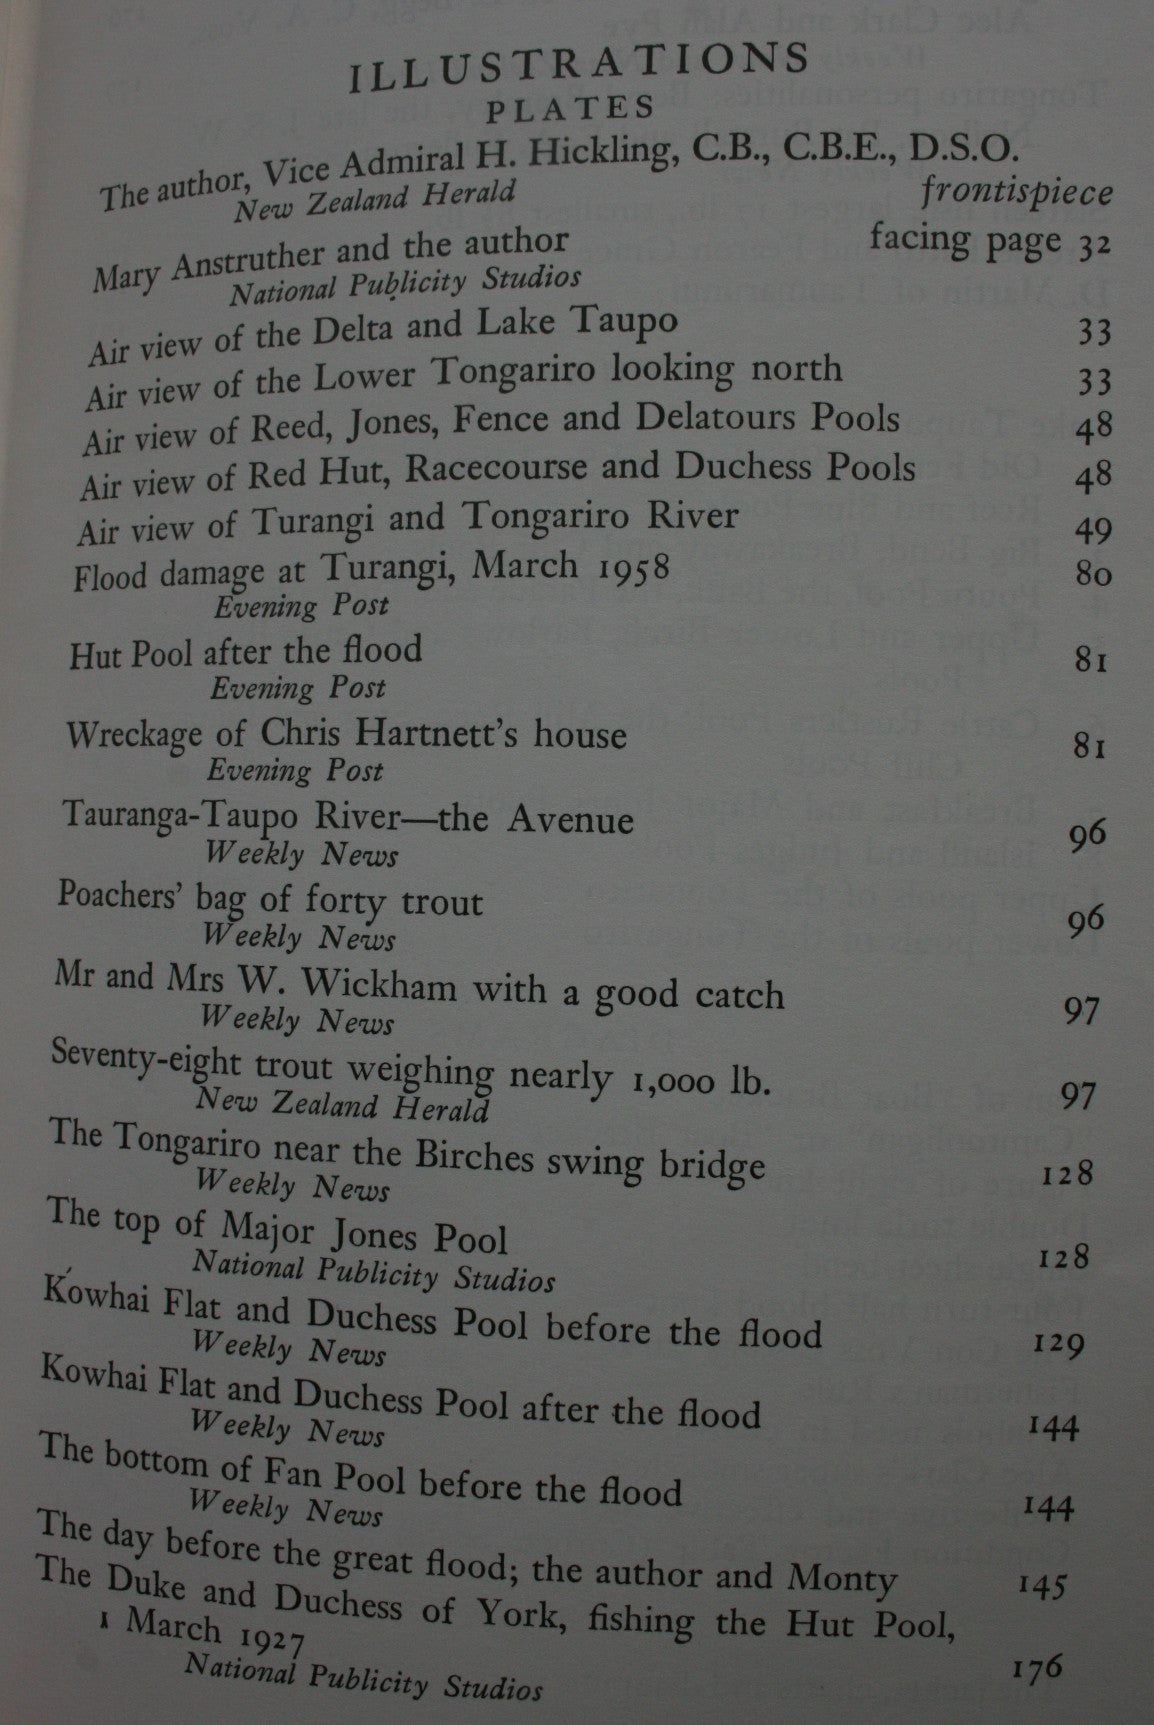 ILLUSTRATIONS
PLATES
The author, Vice Admiral H. Hickling, C.B., C.B.E., D.S.O.
New Zealand Herald frontispiece
Mary Anstruther and the author facing page 32
National Publicity Studios
Air view of the Delta and Lake Taupo 33
Air view of the Lower Tongariro looking north 33
Air view of Reed, Jones, Fence and Delatours Pools 48
Air view of Red Hut, Racecourse and Duchess Pools 48
Air view of Turangi and Tongariro River 49
Flood damage at Turangi, March 1958 80
Evening Post
Hut Pool after the flood 81
Evening Post
Wreckage of Chris Hartnett's house 81
Evening Post
Tauranga-Taupo River—the Avenue 96
Weekly News
Poachers' bag of forty trout 96
Weekly News
Mr and Mrs W. Wickham with a good catch 97
Weekly News
Seventy-eight trout weighing nearly 1,000 lb. 97
New Zealand Herald
The Tongariro near the Birches swing bridge 128
Weekly News
The top of Major Jones Pool 128
National Publicity Studios
Kowhai Flat and Duchess Pool before the flood 129
Weekly News
Kowhai Flat and Duchess Pool after the flood 144
Weekly News
The bottom of Fan Pool before the flood 144
Weekly News
The day before the great flood; the author and Monty 145
The Duke and Duchess of York, fishing the Hut Pool,
1 March 1927 176
National Publicity Studios